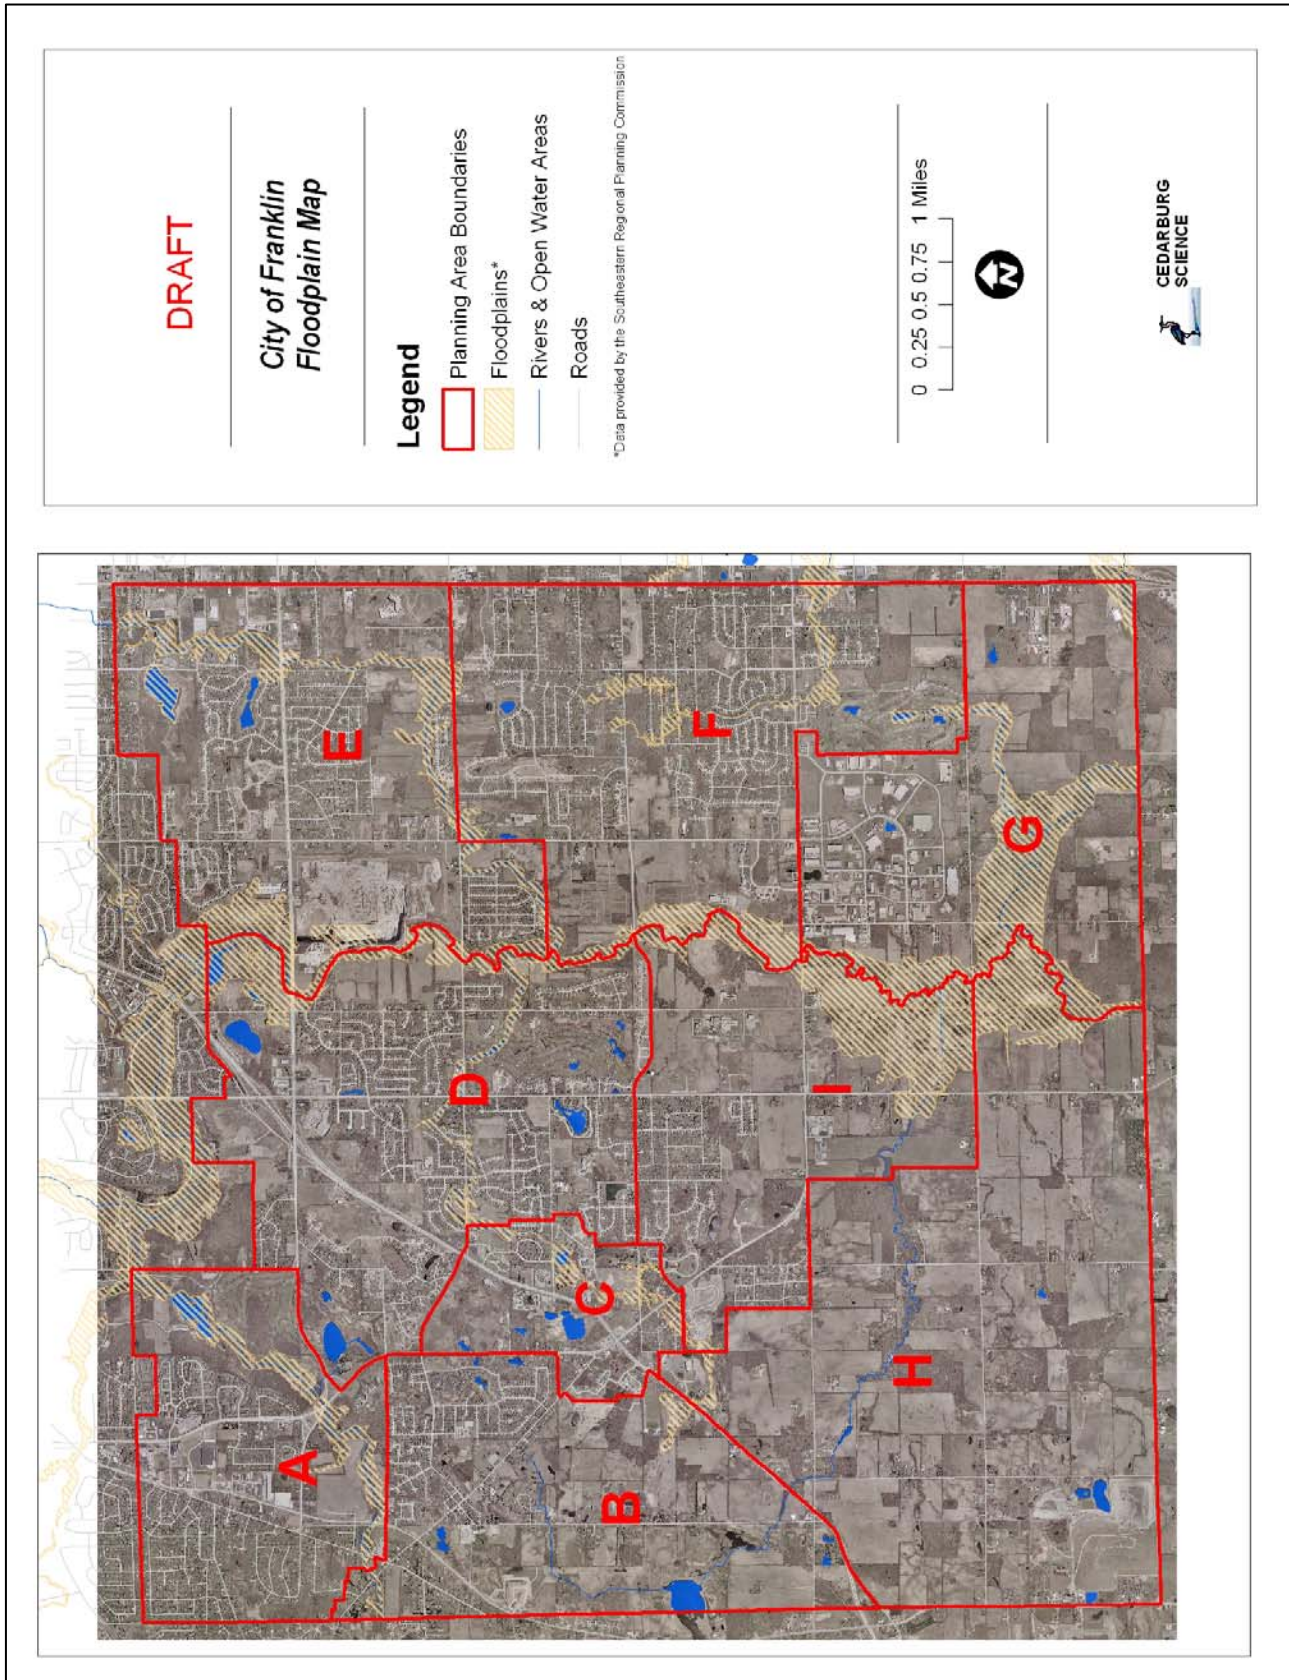 DRAFT
City of Franklin
Floodplain Map
Legend
Planning Area Boundaries
Floodplains*
Rivers & Open Water Areas
Roads
*Data provided by the Southeastern Regional Planning Commission
0 0.25 0.5 0.75 1 Miles
N
CEDARBURG
SCIENCE
A
B
C
D
E
F
G
H
I